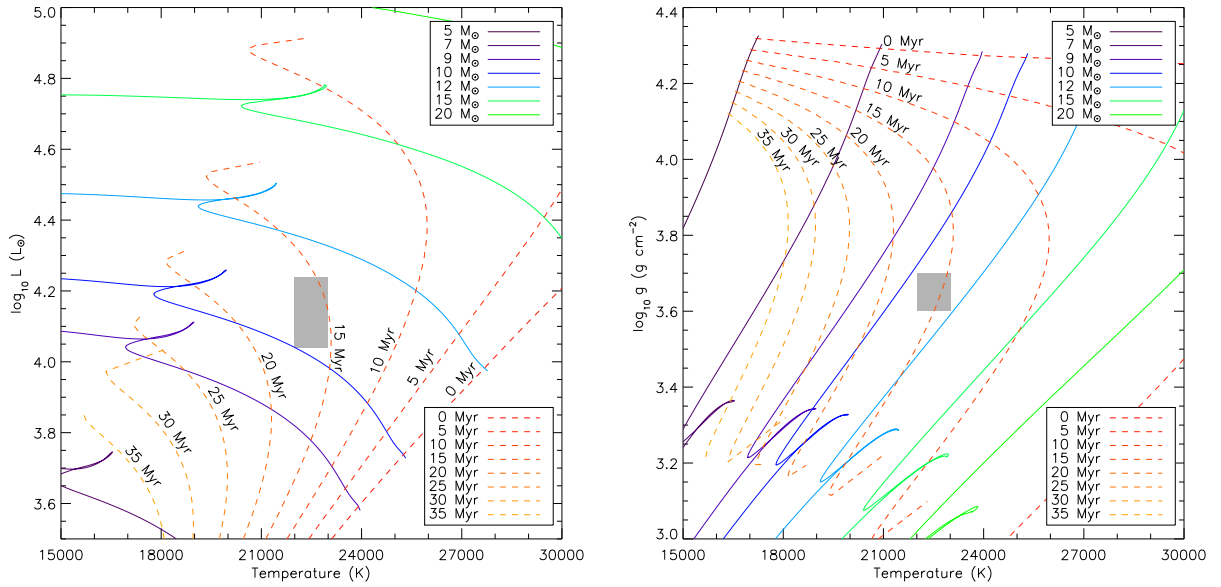 5.0
4.8
4.6
4.4
4.2
4.0
3.8
3.6
log₁₀ L (L☉)
15000 18000 21000 24000 27000 30000
Temperature (K)
5 M☉
7 M☉
9 M☉
10 M☉
12 M☉
15 M☉
20 M☉
15 Myr
10 Myr
5 Myr
0 Myr
20 Myr
25 Myr
30 Myr
35 Myr
0 Myr
5 Myr
10 Myr
15 Myr
20 Myr
25 Myr
30 Myr
35 Myr
4.4
4.2
4.0
3.8
3.6
3.4
3.2
3.0
log₁₀ g (g cm⁻²)
15000 18000 21000 24000 27000 30000
Temperature (K)
5 M☉
7 M☉
9 M☉
10 M☉
12 M☉
15 M☉
20 M☉
0 Myr
5 Myr
10 Myr
15 Myr
20 Myr
25 Myr
30 Myr
35 Myr
0 Myr
5 Myr
10 Myr
15 Myr
20 Myr
25 Myr
30 Myr
35 Myr